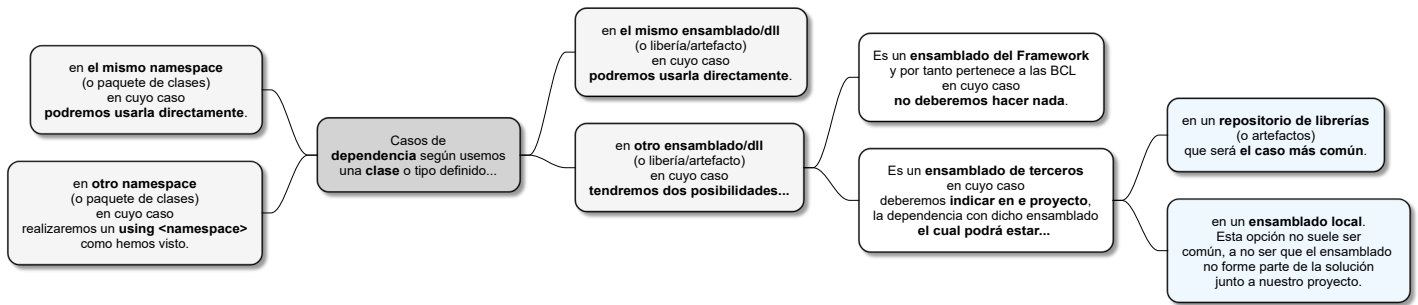 en el mismo namespace
(o paquete de clases)
en cuyo caso
podremos usarla directamente.
en otro namespace
(o paquete de clases)
en cuyo caso
realizaremos un using <namespace>
como hemos visto.
Casos de
dependencia según usemos
una clase o tipo definido...
en el mismo ensamblado/dll
(o libería/artefacto)
en cuyo caso
podremos usarla directamente.
en otro ensamblado/dll
(o libería/artefacto)
en cuyo caso
tendremos dos posibilidades...
Es un ensamblado del Framework
y por tanto pertenece a las BCL
en cuyo caso
no deberemos hacer nada.
Es un ensamblado de terceros
en cuyo caso
deberemos indicar en e proyecto,
la dependencia con dicho ensamblado
el cual podrá estar...
en un repositorio de librerías
(o artefactos)
que será el caso más común.
en un ensamblado local.
Esta opción no suele ser
común, a no ser que el ensamblado
no forme parte de la solución
junto a nuestro proyecto.